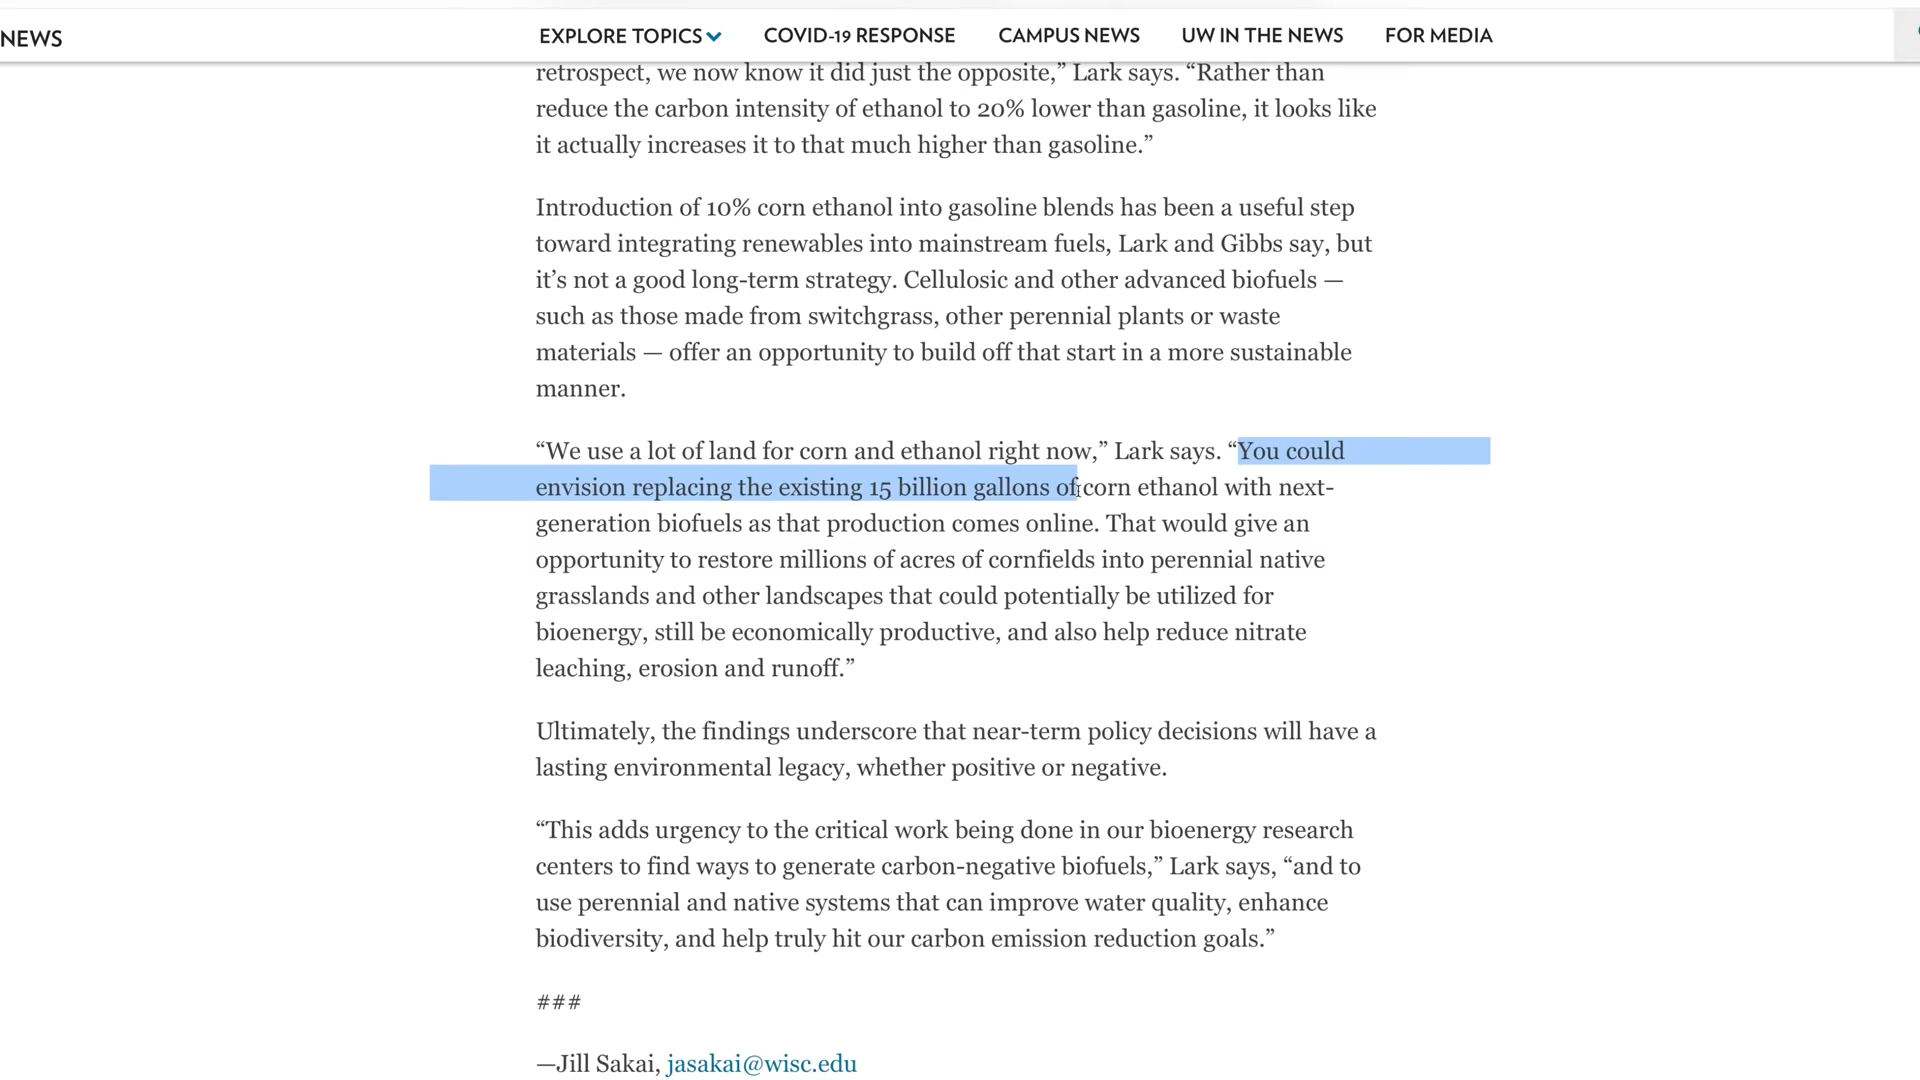 NEWS
EXPLORE TOPICS
COVID-19 RESPONSE
CAMPUS NEWS
UW IN THE NEWS
FOR MEDIA
retrospect, we now know it did just the opposite,” Lark says. “Rather than
reduce the carbon intensity of ethanol to 20% lower than gasoline, it looks like
it actually increases it to that much higher than gasoline.”
Introduction of 10% corn ethanol into gasoline blends has been a useful step
toward integrating renewables into mainstream fuels, Lark and Gibbs say, but
it’s not a good long-term strategy. Cellulosic and other advanced biofuels —
such as those made from switchgrass, other perennial plants or waste
materials — offer an opportunity to build off that start in a more sustainable
manner.
“We use a lot of land for corn and ethanol right now,” Lark says. “You could
envision replacing the existing 15 billion gallons of corn ethanol with next-
generation biofuels as that production comes online. That would give an
opportunity to restore millions of acres of cornfields into perennial native
grasslands and other landscapes that could potentially be utilized for
bioenergy, still be economically productive, and also help reduce nitrate
leaching, erosion and runoff.”
Ultimately, the findings underscore that near-term policy decisions will have a
lasting environmental legacy, whether positive or negative.
“This adds urgency to the critical work being done in our bioenergy research
centers to find ways to generate carbon-negative biofuels,” Lark says, “and to
use perennial and native systems that can improve water quality, enhance
biodiversity, and help truly hit our carbon emission reduction goals.”
###
—Jill Sakai, jasakai@wisc.edu